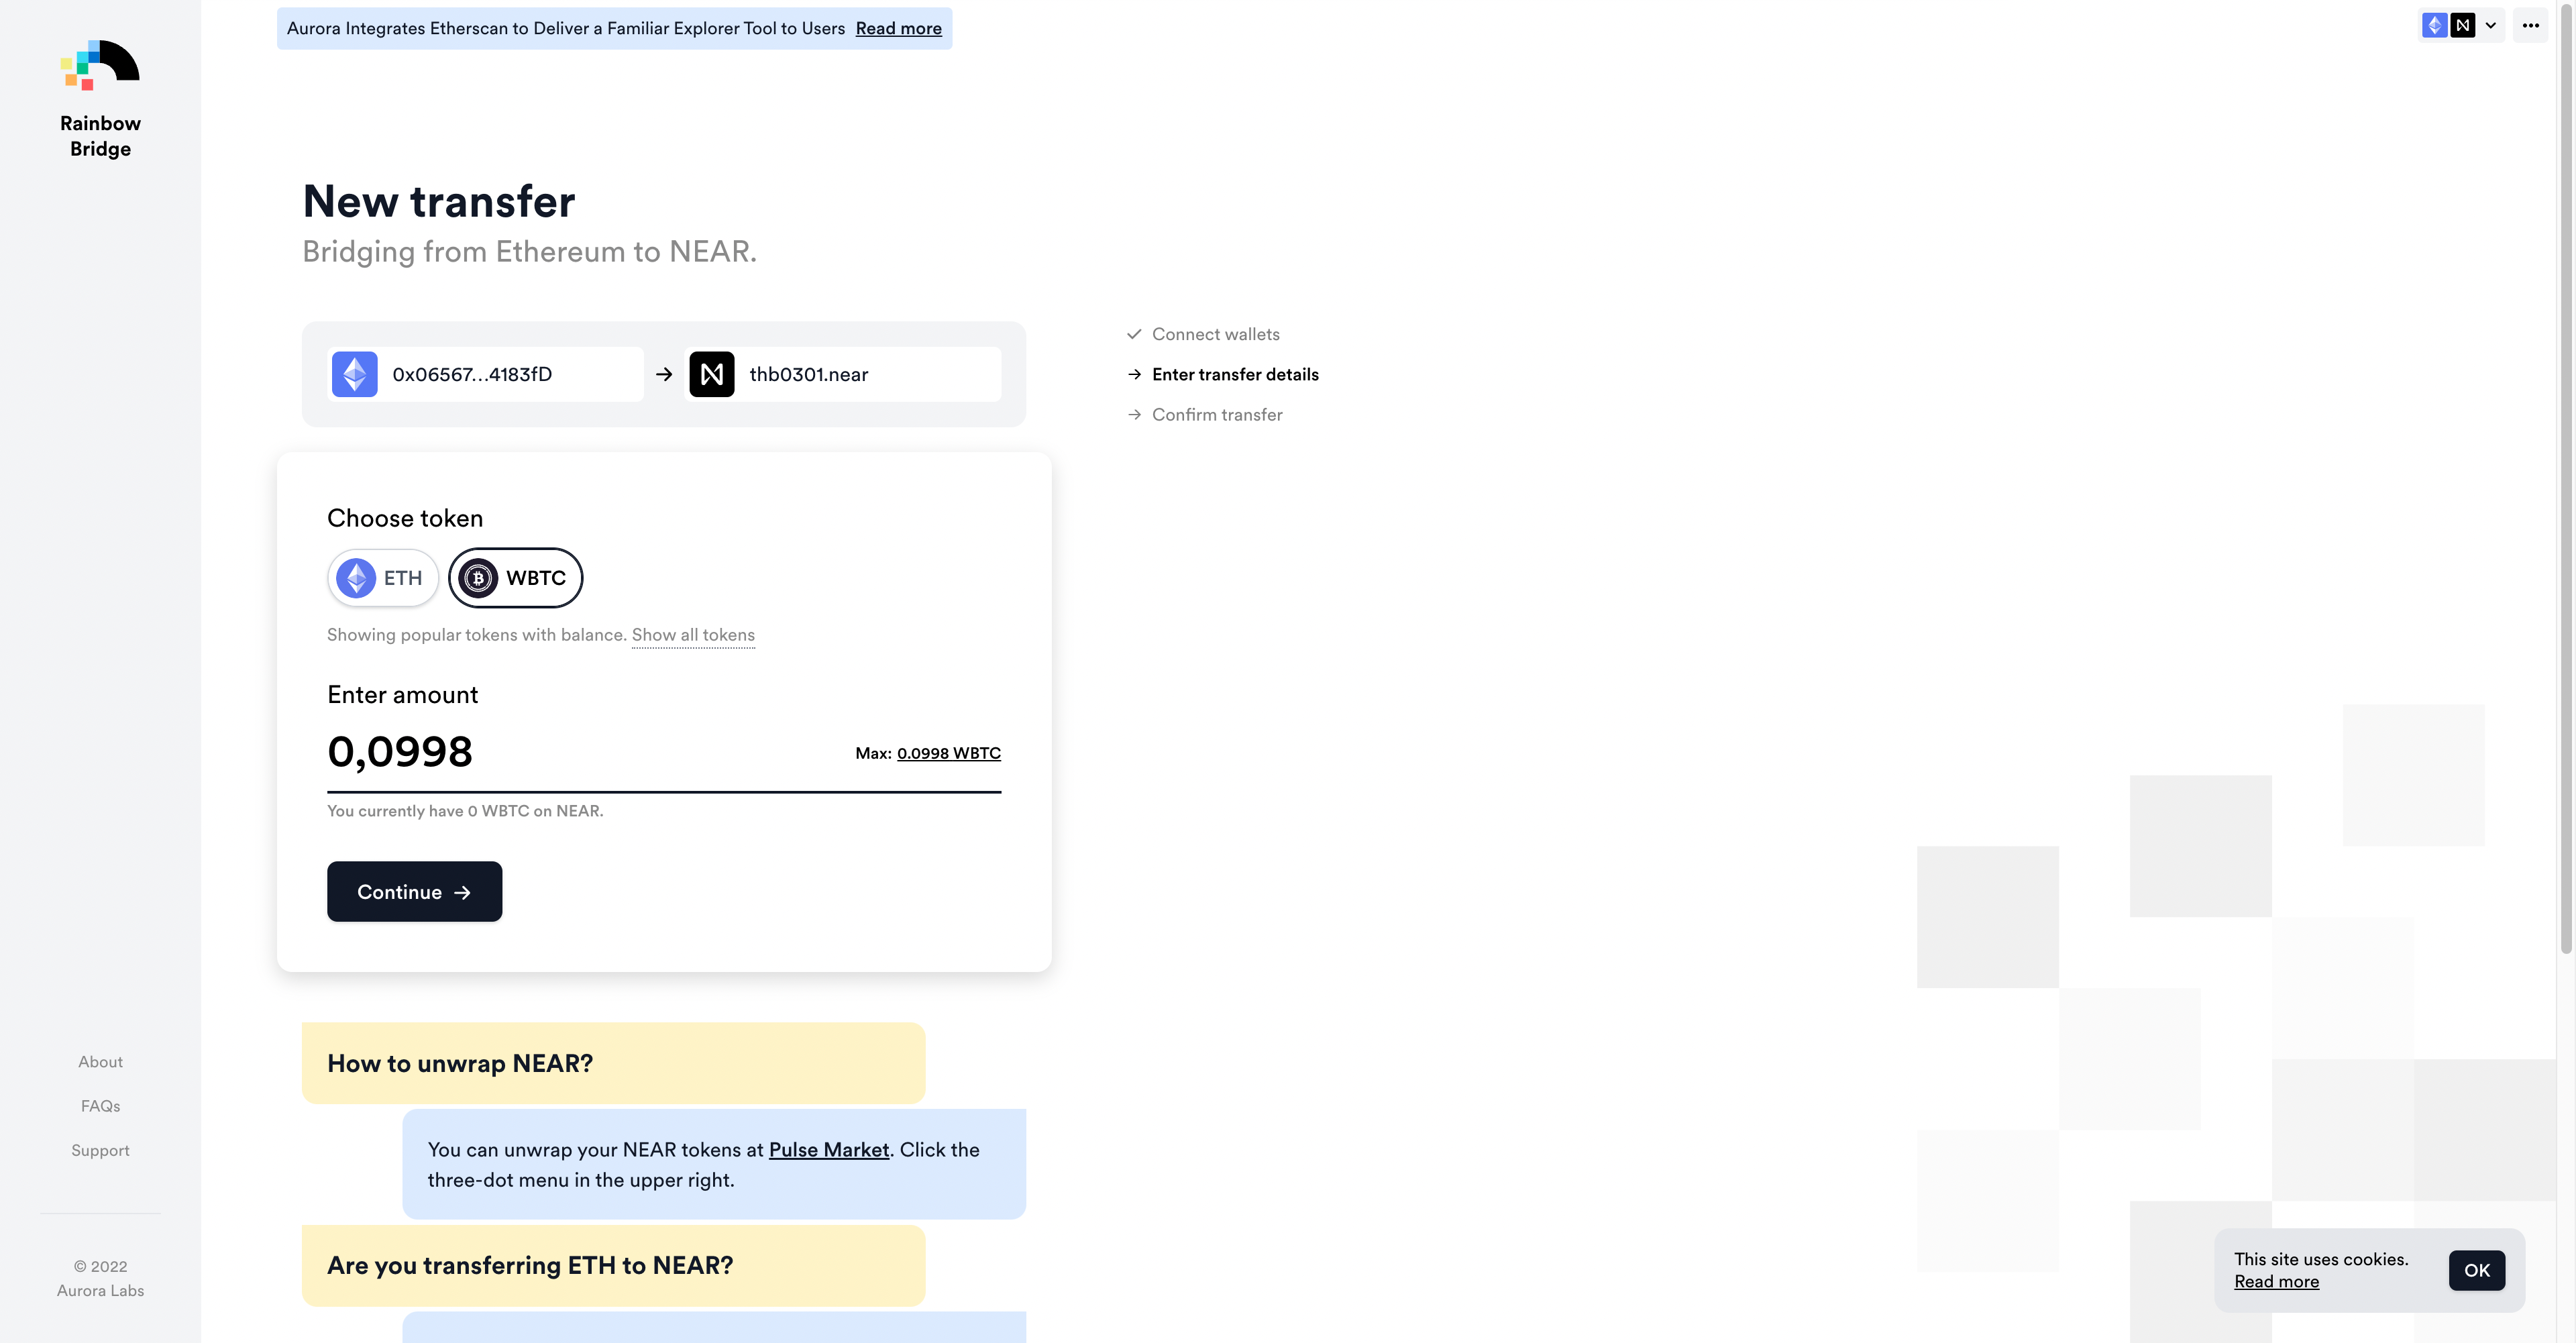 Aurora Integrates Etherscan to Deliver a Familiar Explorer Tool to Users Read more
Rainbow
Bridge
New transfer
Bridging from Ethereum to NEAR.
0x06567...4183fD
thb0301.near
Connect wallets
Enter transfer details
Confirm transfer
Choose token
ETH
WBTC
Showing popular tokens with balance. Show all tokens
Enter amount
0,0998
Max: 0.0998 WBTC
You currently have 0 WBTC on NEAR.
Continue
How to unwrap NEAR?
You can unwrap your NEAR tokens at Pulse Market. Click the
three-dot menu in the upper right.
Are you transferring ETH to NEAR?
About
FAQs
Support
© 2022
Aurora Labs
This site uses cookies.
Read more
OK